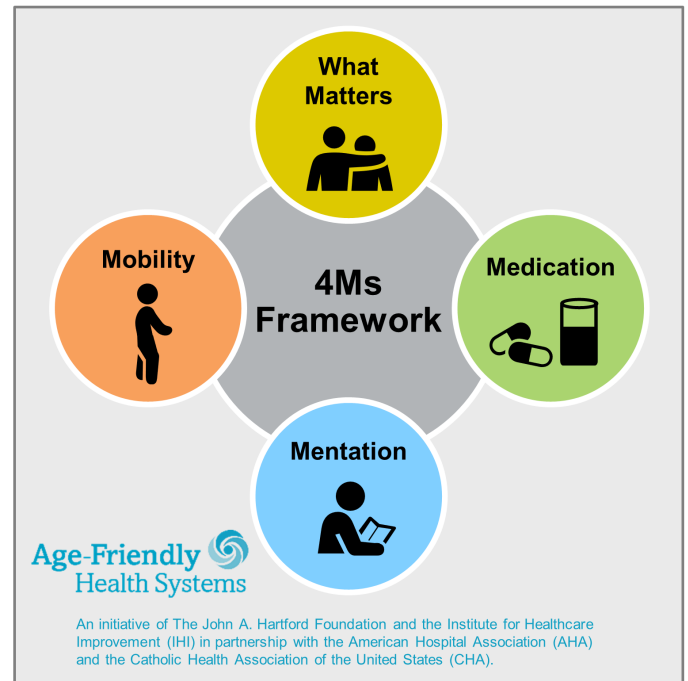 What
Matters
Mobility
4Ms
Framework
Medication
Mentation
Age-Friendly
Health Systems
An initiative of The John A. Hartford Foundation and the Institute for Healthcare
Improvement (IHI) in partnership with the American Hospital Association (AHA)
and the Catholic Health Association of the United States (CHA).